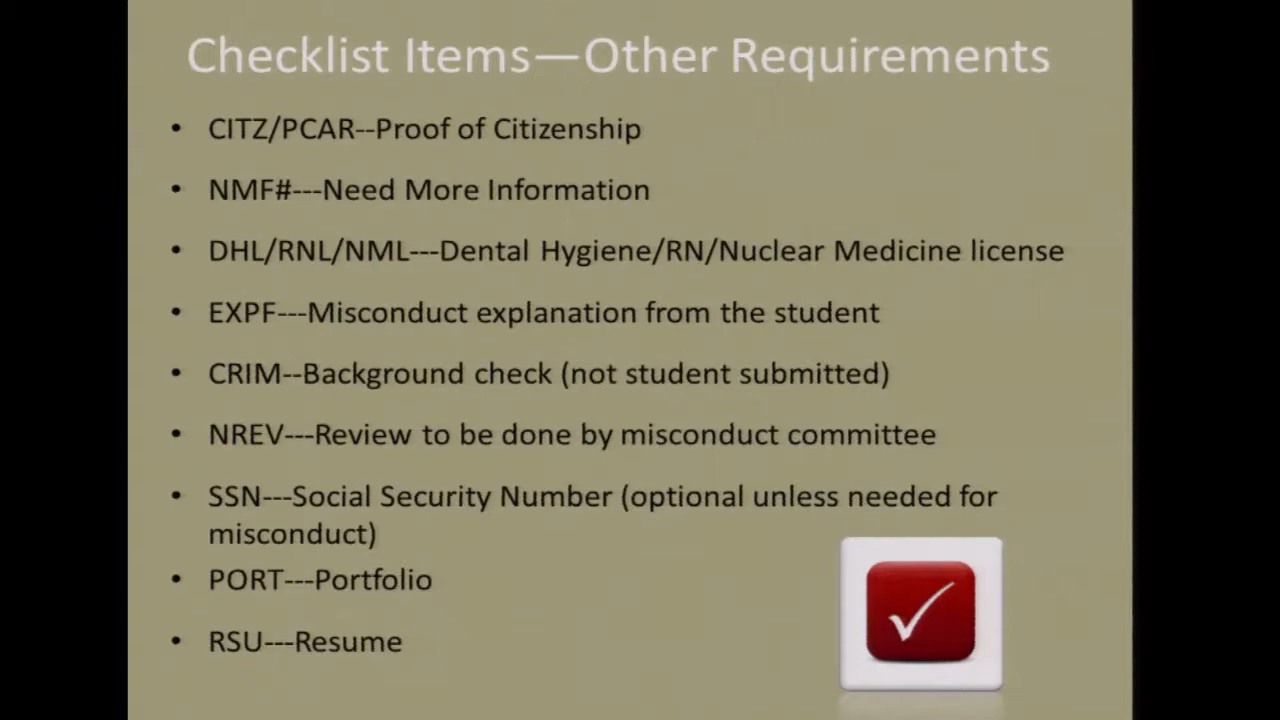 Checklist Items—Other Requirements
• CITZ/PCAR--Proof of Citizenship
• NMF#---Need More Information
• DHL/RNL/NML---Dental Hygiene/RN/Nuclear Medicine license
• EXPF---Misconduct explanation from the student
• CRIM--Background check (not student submitted)
• NREV---Review to be done by misconduct committee
• SSN---Social Security Number (optional unless needed for
misconduct)
• PORT---Portfolio
• RSU---Resume